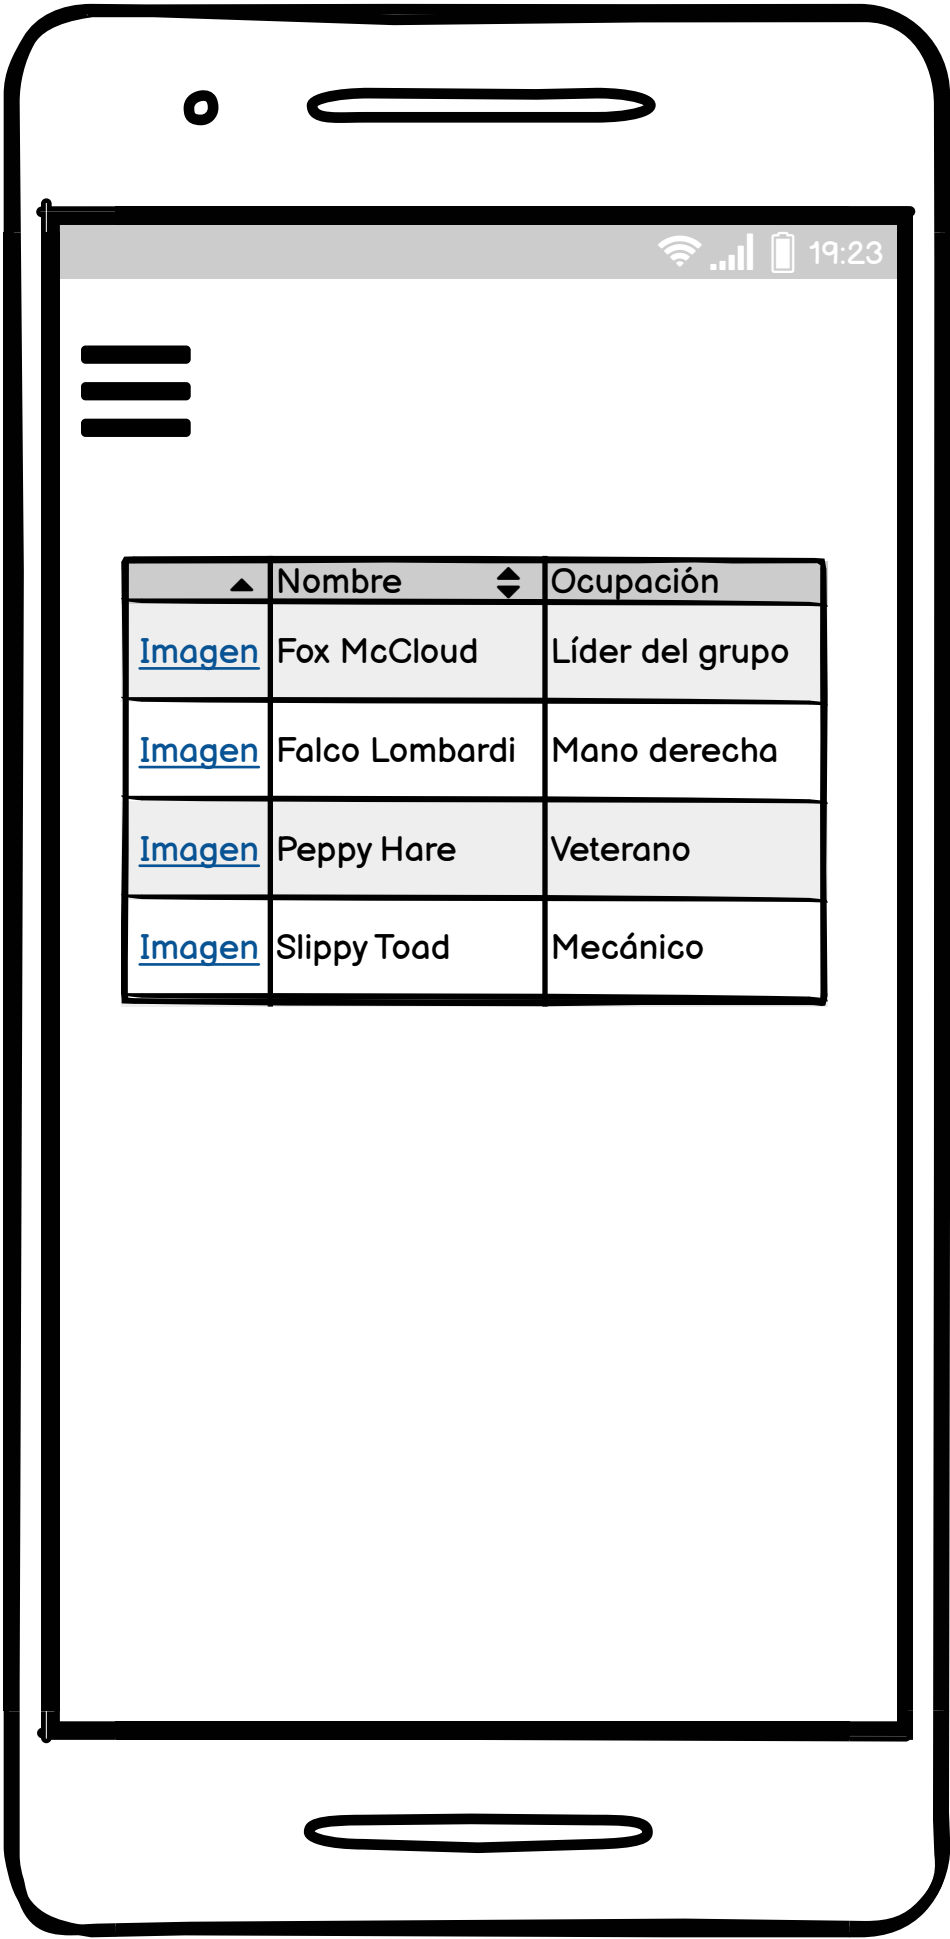 19:23
Nombre Ocupación
Imagen Fox McCloud Líder del grupo
Imagen Falco Lombardi Mano derecha
Imagen Peppy Hare Veterano
Imagen Slippy Toad Mecánico